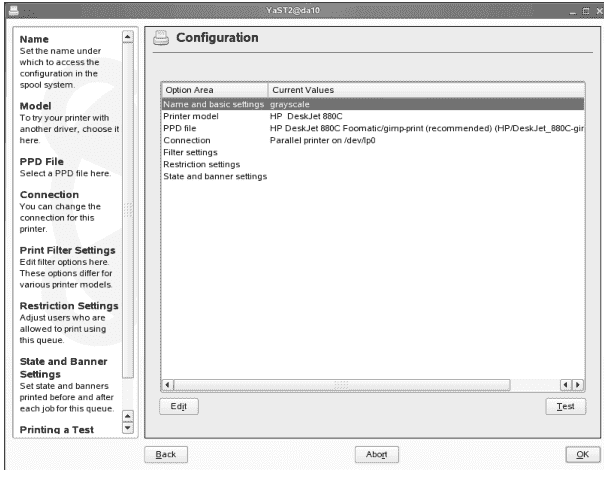 YaST2@da10
Name
Set the name under
which to access the
configuration in the
spool system.
Model
To try your printer with
another driver, choose it
here.
PPD File
Select a PPD file here.
Connection
You can change the
connection for this
printer.
Print Filter Settings
Edit filter options here.
These options differ for
various printer models.
Restriction Settings
Adjust users who are
allowed to print using
this queue.
State and Banner
Settings
Set state and banners
printed before and after
each job for this queue.
Printing a Test
Configuration
Option Area Current Values
Name and basic settings grayscale
Printer model HP DeskJet 880C
PPD file HP DeskJet 880C Foomatic/gimp-print (recommended) (HP/DeskJet_880C-gir
Connection Parallel printer on /dev/lp0
Filter settings
Restriction settings
State and banner settings
Edit Test
Back Abort OK